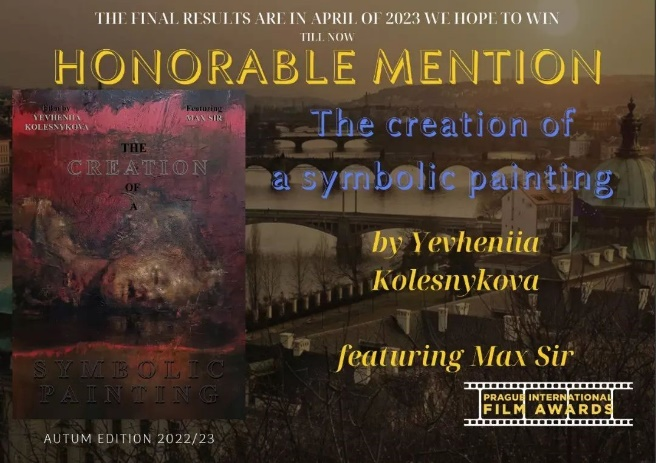 THE FINAL RESULTS ARE IN APRIL OF 2023 WE HOPE TO WIN
TILL NOW
HONORABLE MENTION
Film by
YEVHENIIA
KOLESNYKOVA
Featuring
MAX SIR
THE
CREATION
OF
A
SYMBOLIC
PAINTING
The creation of
a symbolic painting
by Yevheniia
Kolesnykova
featuring Max Sir
PRAGUE INTERNATIONAL
FILM AWARDS
AUTUM EDITION 2022/23